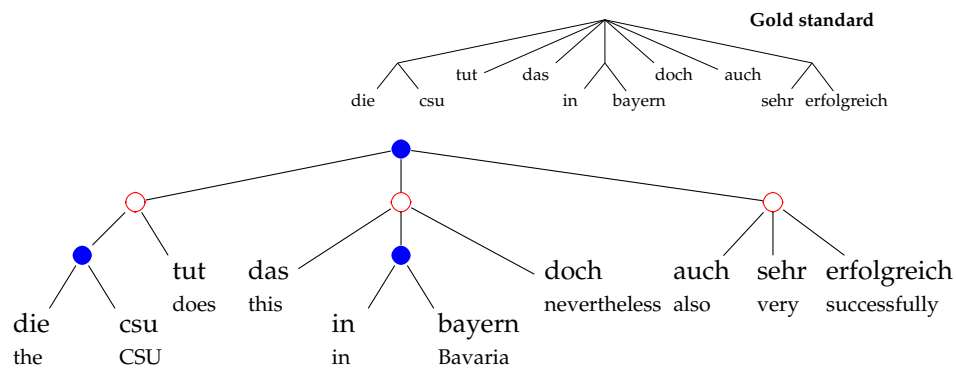 Gold standard
tut das doch auch
die csu in bayern sehr erfolgreich
tut das doch auch sehr erfolgreich
does this nevertheless also very successfully
die csu in bayern
the CSU in Bavaria